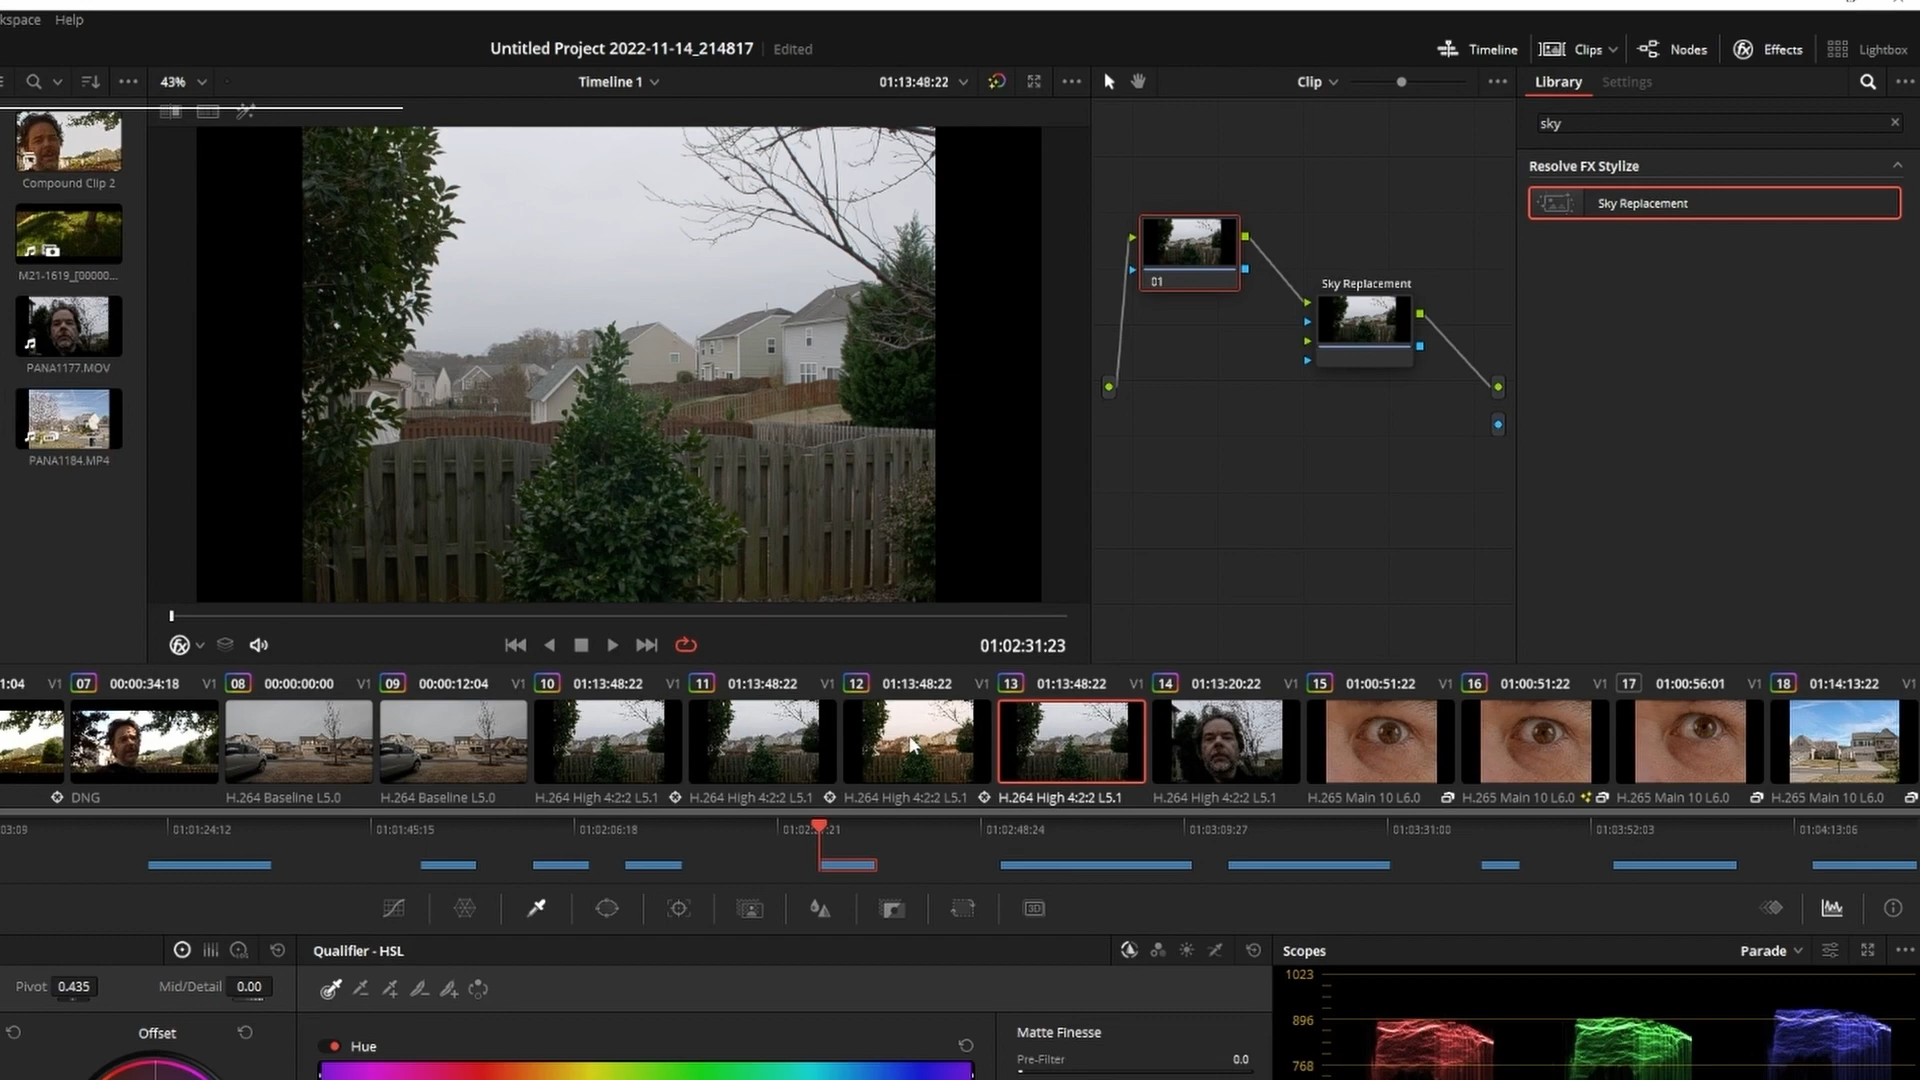 kspace Help
Untitled Project 2022-11-14_214817 Edited
Timeline Clips Nodes Effects Lightbox
43% Timeline 1 01:13:48:22 Clip Library Settings
sky
Resolve FX Stylize
Sky Replacement
Compound Clip 2
M21-1619_[00000...
PANA1177.MOV
PANA1184.MP4
01
Sky Replacement
01:02:31:23
1:04 V1 07 00:00:34:18 V1 08 00:00:00:00 V1 09 00:00:12:04 V1 10 01:13:48:22 V1 11 01:13:48:22 V1 12 01:13:48:22 V1 13 01:13:48:22 V1 14 01:13:20:22 V1 15 01:00:51:22 V1 16 01:00:51:22 V1 17 01:00:56:01 V1 18 01:14:13:22 V1
DNG H.264 Baseline L5.0 H.264 Baseline L5.0 H.264 High 4:2:2 L5.1 H.264 High 4:2:2 L5.1 H.264 High 4:2:2 L5.1 H.264 High 4:2:2 L5.1 H.264 High 4:2:2 L5.1 H.265 Main 10 L6.0 H.265 Main 10 L6.0 H.265 Main 10 L6.0 H.265 Main 10 L6.0
03:09 01:01:24:12 01:01:45:15 01:02:06:18 01:02: :21 01:02:48:24 01:03:09:27 01:03:31:00 01:03:52:03 01:04:13:06
3D
Qualifier - HSL
Scopes Parade
Pivot 0.435 Mid/Detail 0.00
1023
896
768
Offset
Hue
Matte Finesse
Pre-Filter 0.0